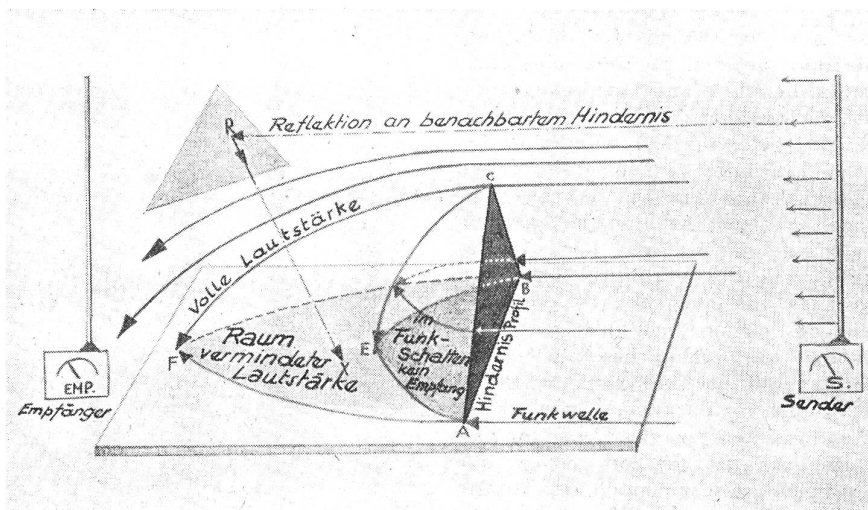 Reflektion an benachbartem Hindernis
R
C
Volle Lautstärke
B
im
Funk-
Schatten
kein
Empfang
Hindernis Profil
E
F
Raum
verminderter
Lautstärke
X
EMP.
Empfänger
S.
Sender
Funkwelle
A